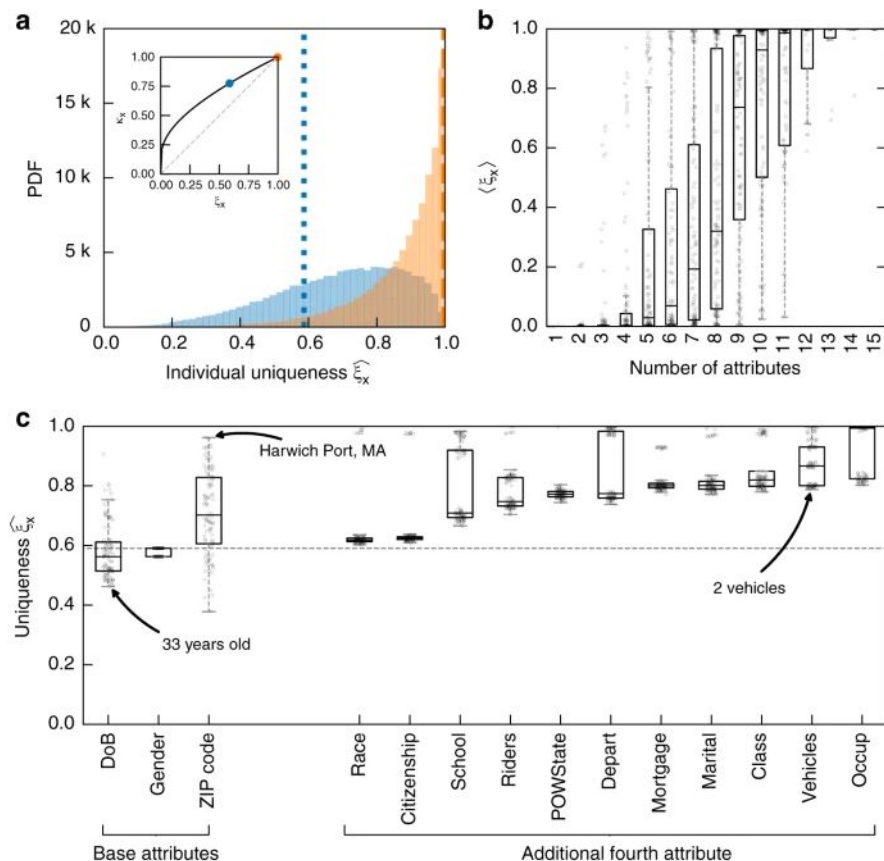 a
20 k
15 k
10 k
5 k
0
PDF
0.0 0.2 0.4 0.6 0.8 1.0
Individual uniqueness ξ̂ₓ
1.00
0.75
0.50
0.25
0.00
κₓ
0.00 0.25 0.50 0.75 1.00
ξₓ
b
1.0
0.8
0.6
0.4
0.2
0.0
⟨ξₓ⟩
1 2 3 4 5 6 7 8 9 10 11 12 13 14 15
Number of attributes
c
1.0
0.8
0.6
0.4
0.2
0.0
Uniqueness ξ̂ₓ
Harwich Port, MA
33 years old
2 vehicles
DoB
Gender
ZIP code
Race
Citizenship
School
Riders
POWState
Depart
Mortgage
Marital
Class
Vehicles
Occup
Base attributes
Additional fourth attribute